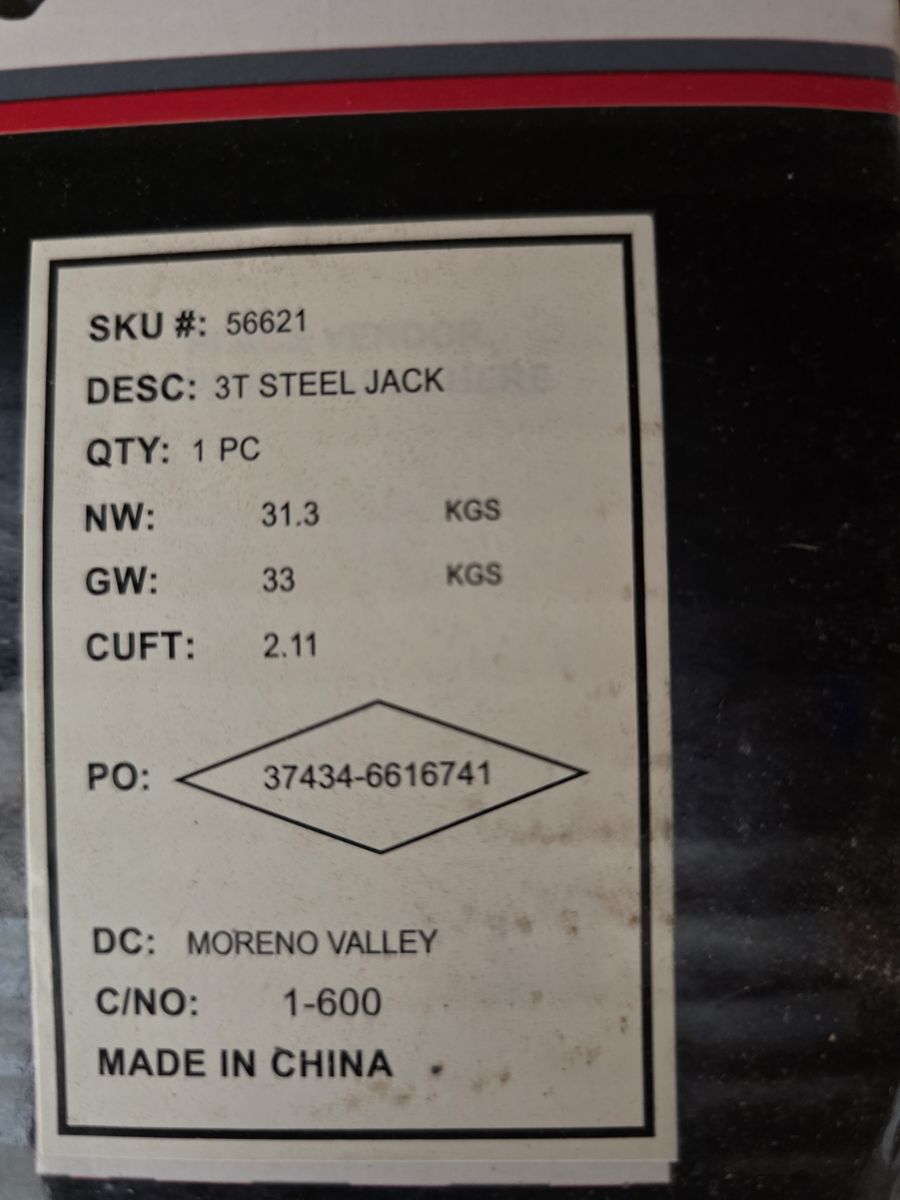 SKU #: 56621
DESC: 3T STEEL JACK
QTY: 1 PC
NW: 31.3 KGS
GW: 33 KGS
CUFT: 2.11
PO: 37434-6616741
DC: MORENO VALLEY
C/NO: 1-600
MADE IN CHINA